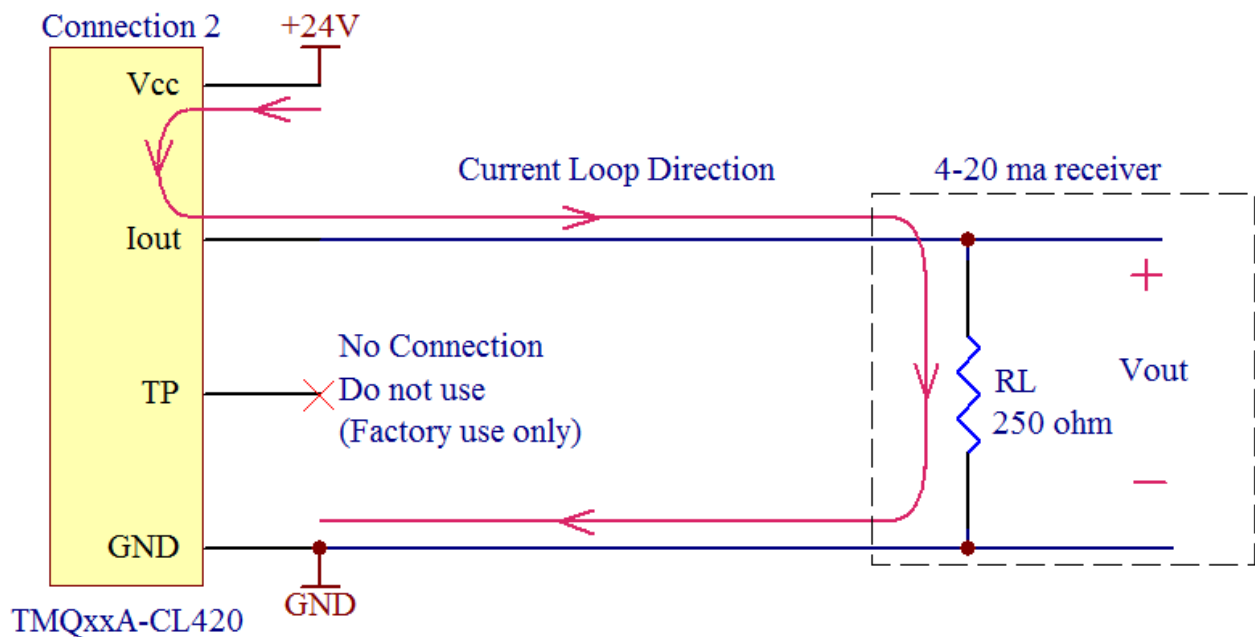 Connection 2
+24V
Vcc
Current Loop Direction
4-20 ma receiver
Iout
+
No Connection
Do not use
(Factory use only)
TP
RL
250 ohm
Vout
−
GND
GND
TMQxxA-CL420